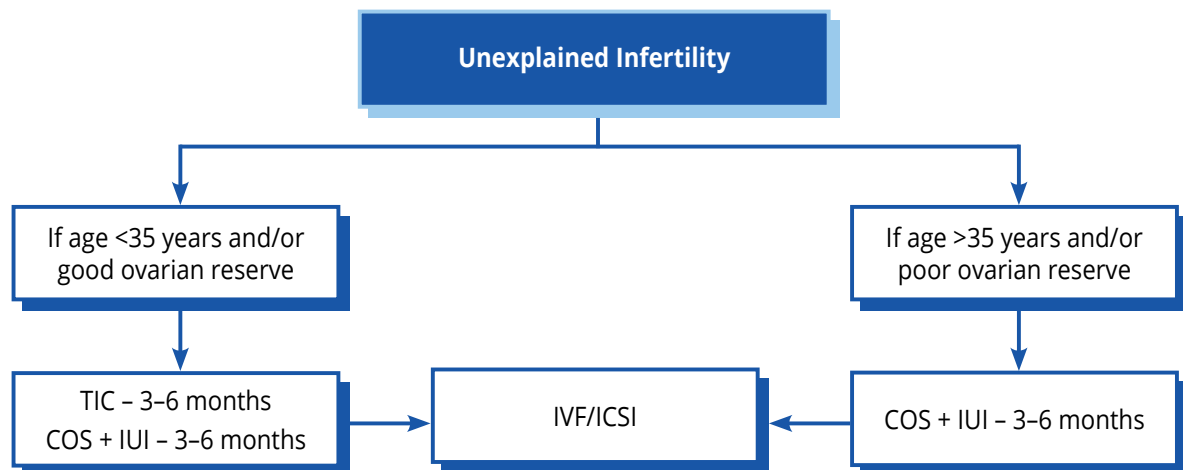 Unexplained Infertility
If age <35 years and/or
good ovarian reserve
If age >35 years and/or
poor ovarian reserve
TIC – 3–6 months
COS + IUI – 3–6 months
IVF/ICSI
COS + IUI – 3–6 months